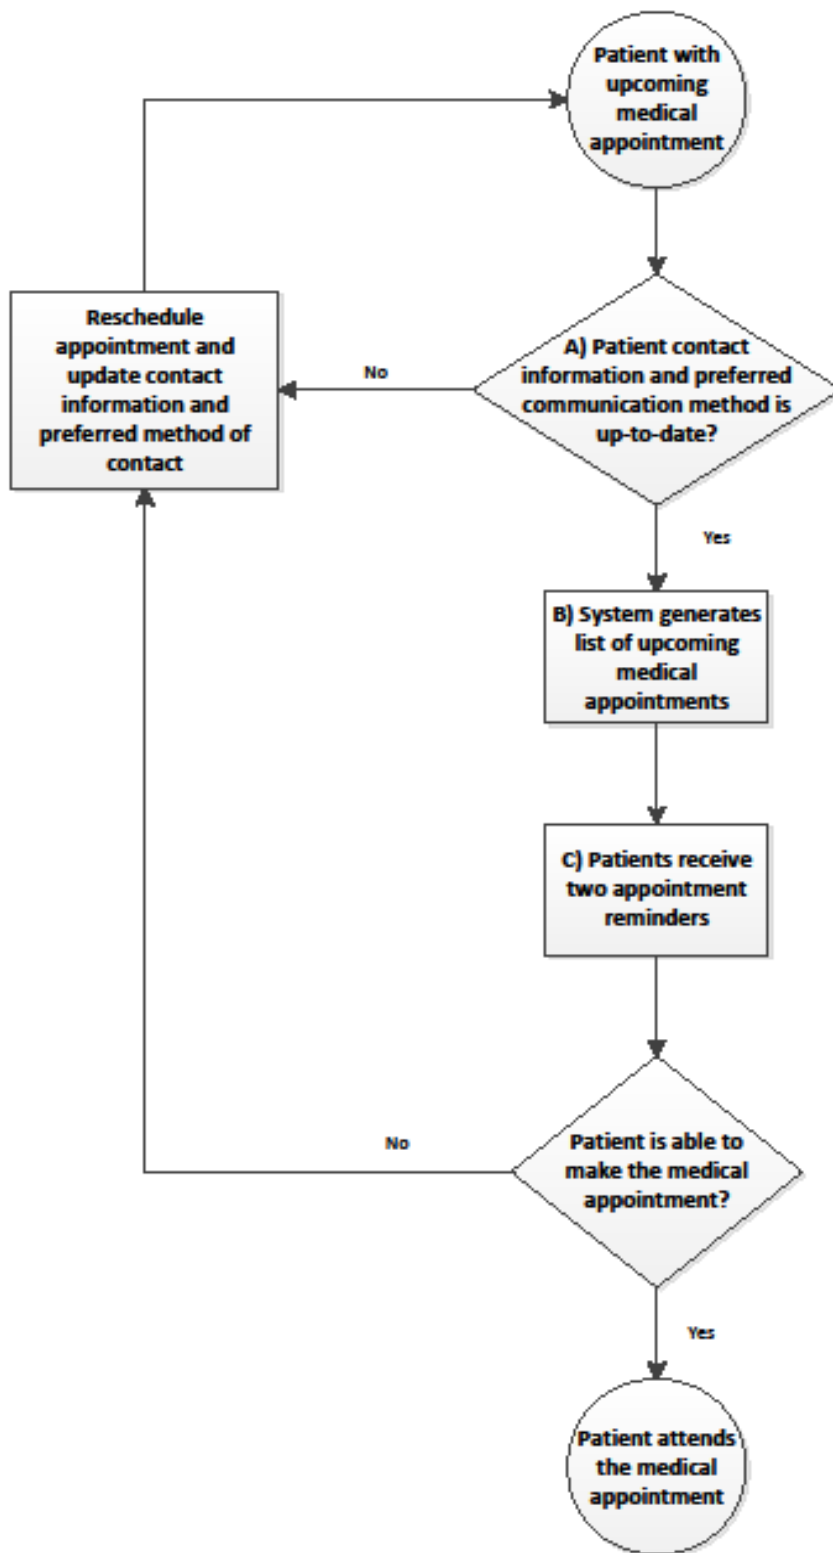 Patient with
upcoming
medical
appointment
Reschedule
appointment and
update contact
information and
preferred method of
contact
No
A) Patient contact
information and preferred
communication method is
up-to-date?
Yes
B) System generates
list of upcoming
medical
appointments
C) Patients receive
two appointment
reminders
No
Patient is able to
make the medical
appointment?
Yes
Patient attends
the medical
appointment